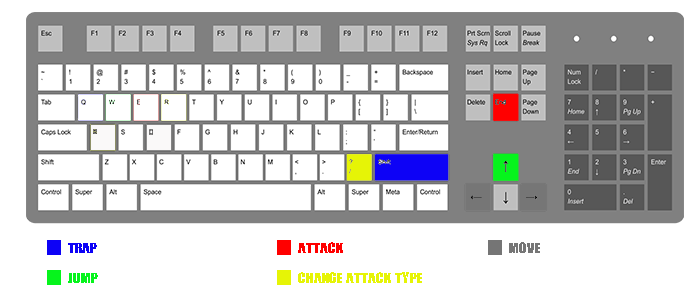 Esc F1 F2 F3 F4 F5 F6 F7 F8 F9 F10 F11 F12 Prt Scrn Scroll Pause
Sys Rq Lock Break
~ ! @ # $ % ^ & * ( ) _ + Backspace Insert Home Page Num / * −
` 1 2 3 4 5 6 7 8 9 0 - = Up Lock
Tab Q W E R T Y U I O P { } | Delete Page 7 8 9 +
[ ] \ Down Home ↑ Pg Up
Caps Lock S F G H J K L : " Enter/Return 4 5 6
; ' ← →
Shift Z X C V B N M < > ? ↑ 1 2 3 Enter
, . / End ↓ Pg Dn
Control Super Alt Space Alt Super Meta Control ← ↓ → 0 .
Insert Del
TRAP ATTACK MOVE
JUMP CHANGE ATTACK TYPE